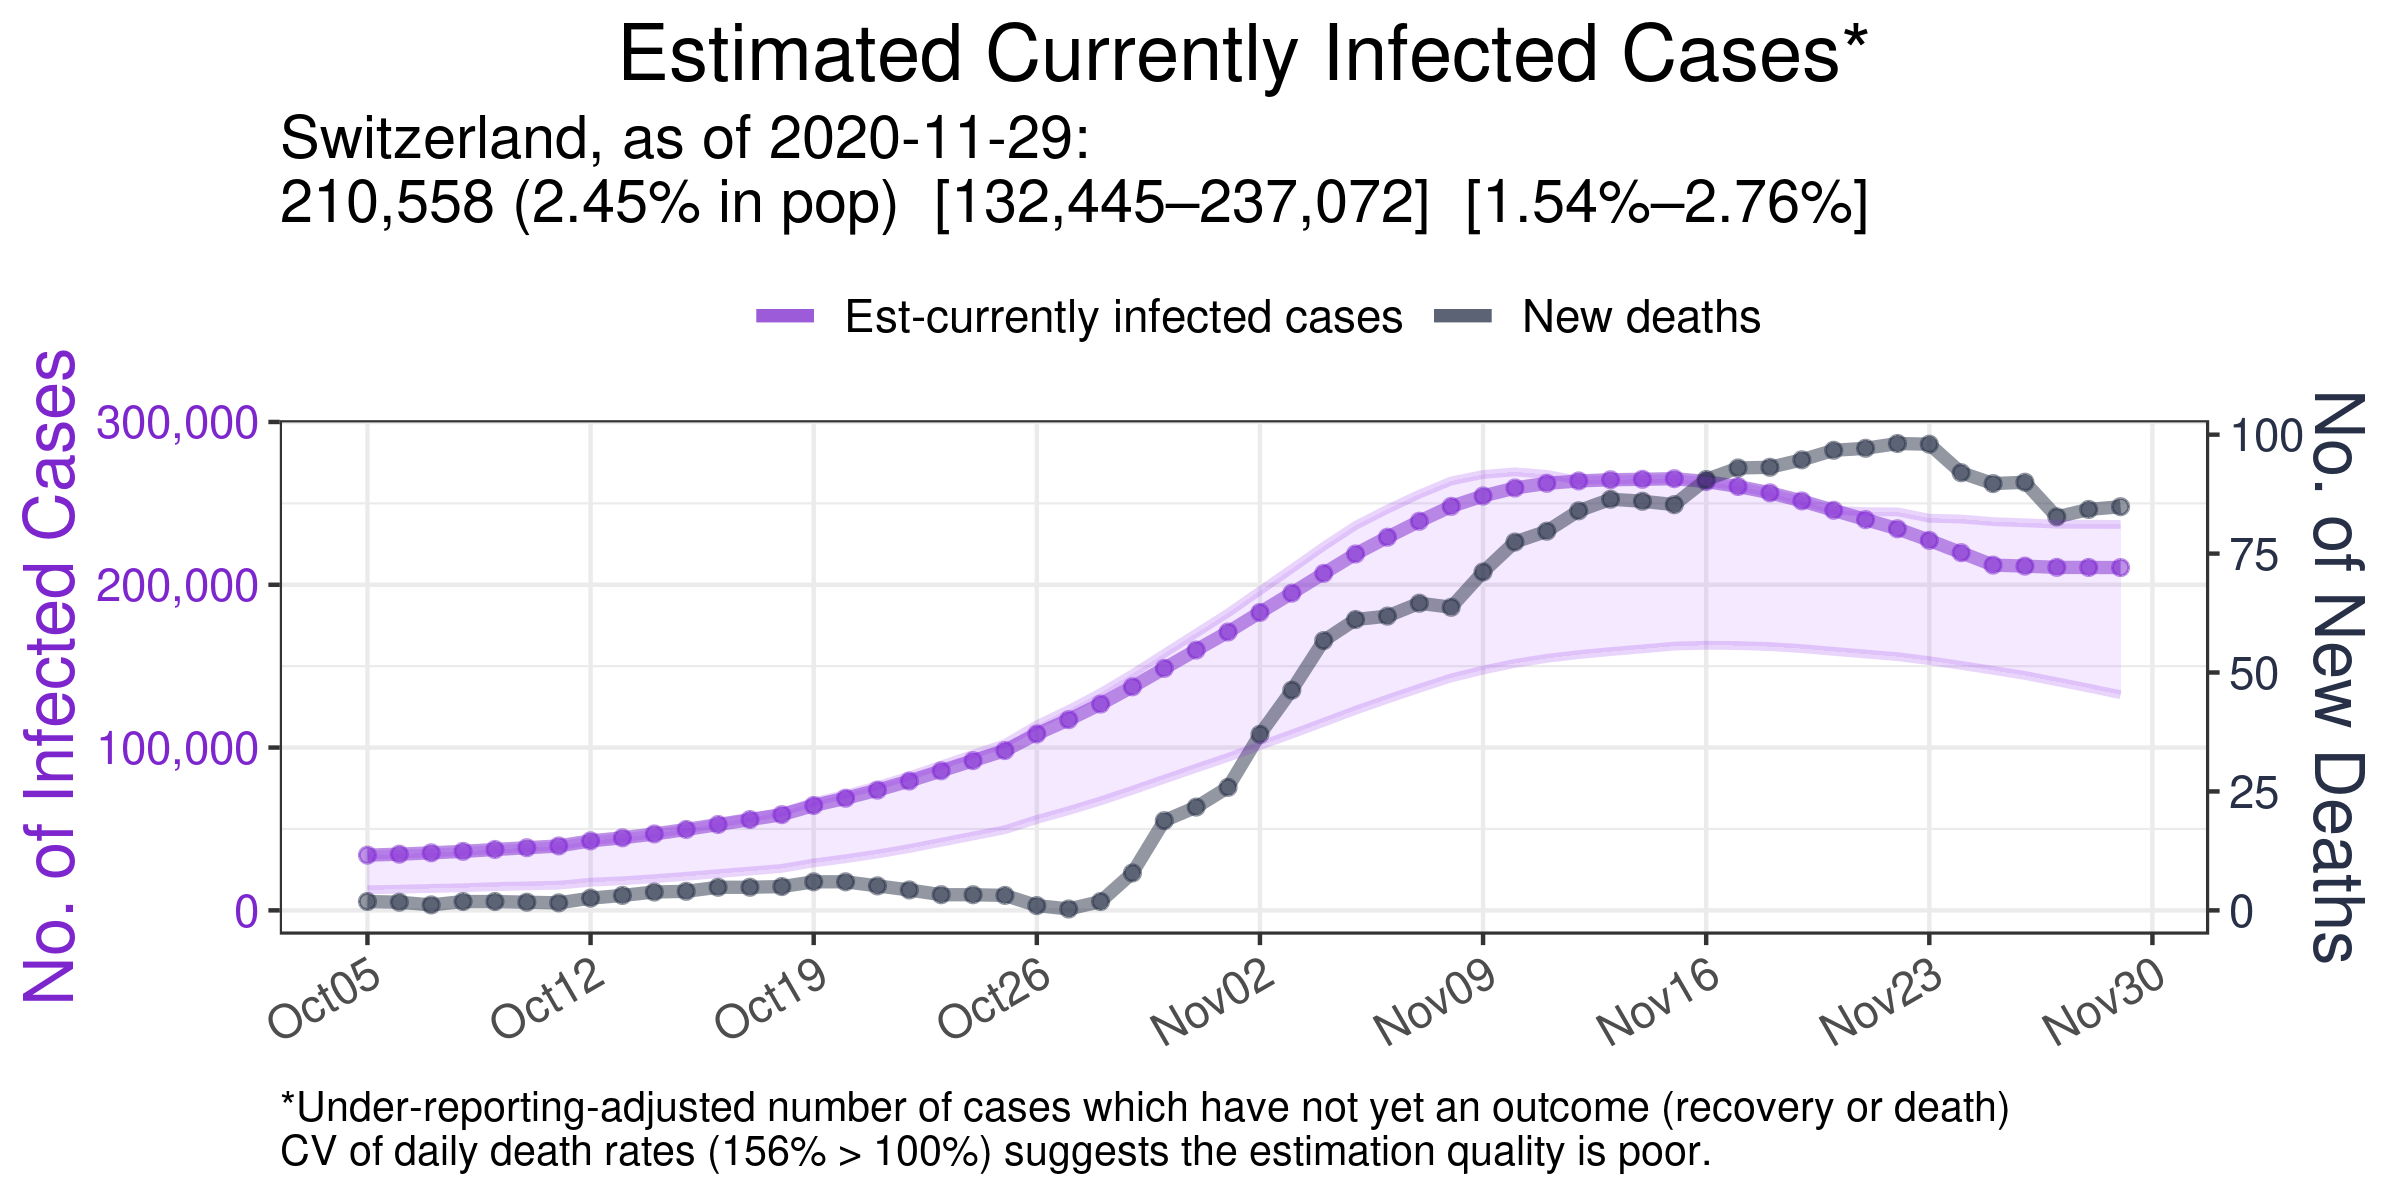 Estimated Currently Infected Cases*
Switzerland, as of 2020-11-29:
210,558 (2.45% in pop) [132,445–237,072] [1.54%–2.76%]
Est-currently infected cases New deaths
No. of Infected Cases
300,000
200,000
100,000
0
100
75
50
25
0
No. of New Deaths
Oct05 Oct12 Oct19 Oct26 Nov02 Nov09 Nov16 Nov23 Nov30
*Under-reporting-adjusted number of cases which have not yet an outcome (recovery or death)
CV of daily death rates (156% > 100%) suggests the estimation quality is poor.